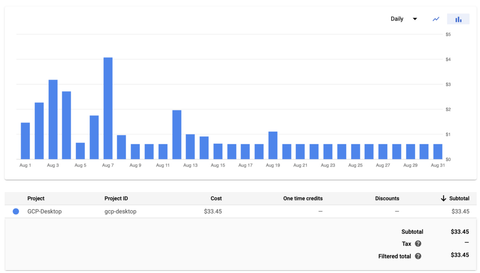 Daily
$5
$4
$3
$2
$1
$0
Aug 1 Aug 3 Aug 5 Aug 7 Aug 9 Aug 11 Aug 13 Aug 15 Aug 17 Aug 19 Aug 21 Aug 23 Aug 25 Aug 27 Aug 29 Aug 31
Project Project ID Cost One time credits Discounts Subtotal
GCP-Desktop gcp-desktop $33.45 — — $33.45
Subtotal $33.45
Tax —
Filtered total $33.45